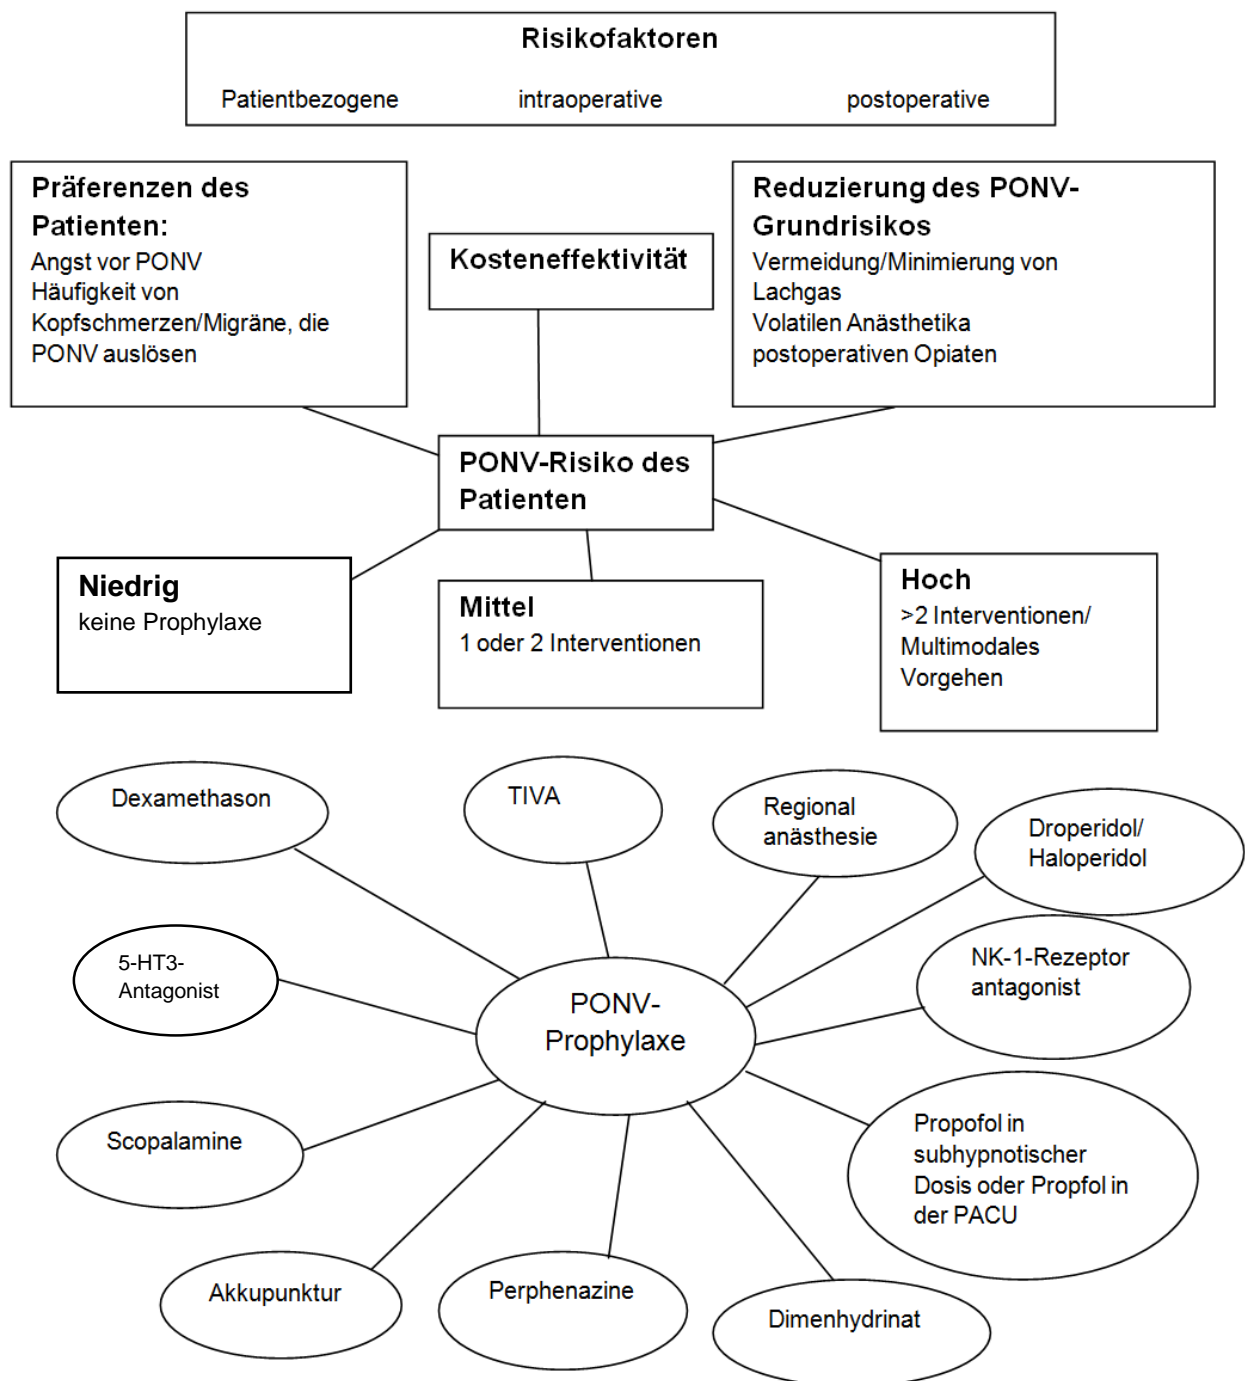 Risikofaktoren
Patientbezogene intraoperative postoperative
Präferenzen des
Patienten:
Angst vor PONV
Häufigkeit von
Kopfschmerzen/Migräne, die
PONV auslösen
Kosteneffektivität
Reduzierung des PONV-
Grundrisikos
Vermeidung/Minimierung von
Lachgas
Volatilen Anästhetika
postoperativen Opiaten
PONV-Risiko des
Patienten
Niedrig
keine Prophylaxe
Mittel
1 oder 2 Interventionen
Hoch
>2 Interventionen/
Multimodales
Vorgehen
Dexamethason
TIVA
Regional
anästhesie
Droperidol/
Haloperidol
5-HT3-
Antagonist
PONV-
Prophylaxe
NK-1-Rezeptor
antagonist
Scopalamine
Propofol in
subhypnotischer
Dosis oder Propfol in
der PACU
Akkupunktur
Perphenazine
Dimenhydrinat